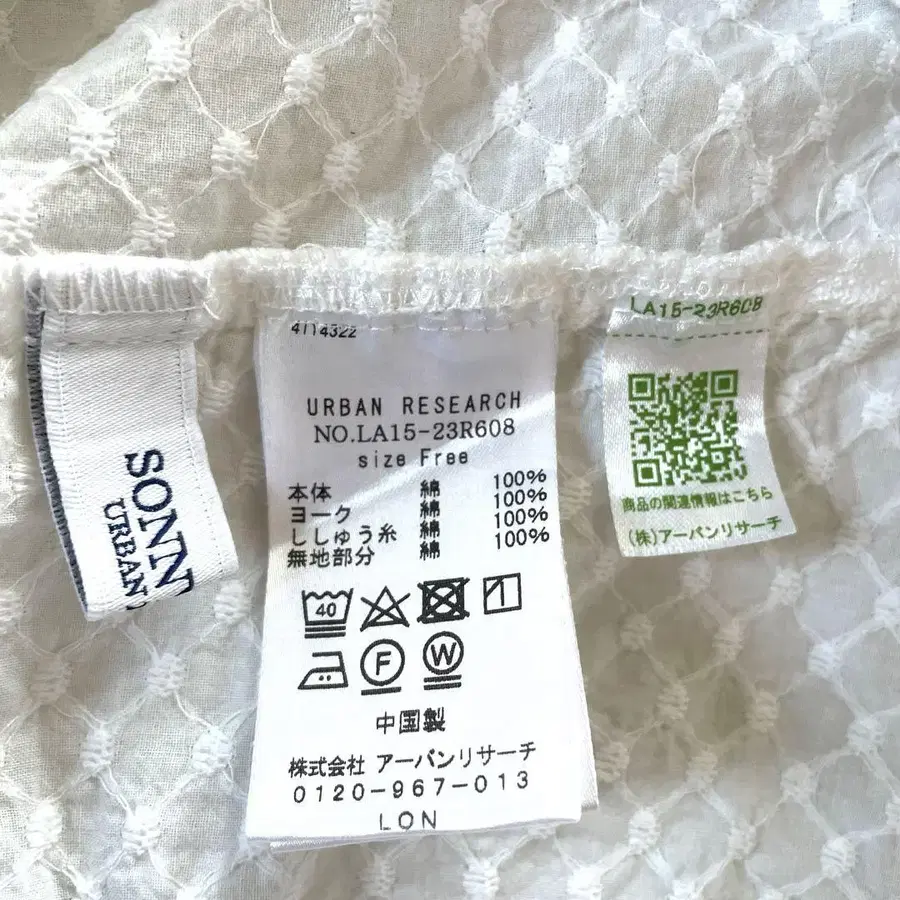 SONN
URBAN
4114322
URBAN RESEARCH
NO.LA15-23R608
size Free
本体 綿 100%
ヨーク 綿 100%
ししゅう糸 綿 100%
無地部分 綿 100%
40
F W
中国製
株式会社 アーバンリサーチ
0120-967-013
LON
LA15-23R608
商品の関連情報はこちら
(株)アーバンリサーチ